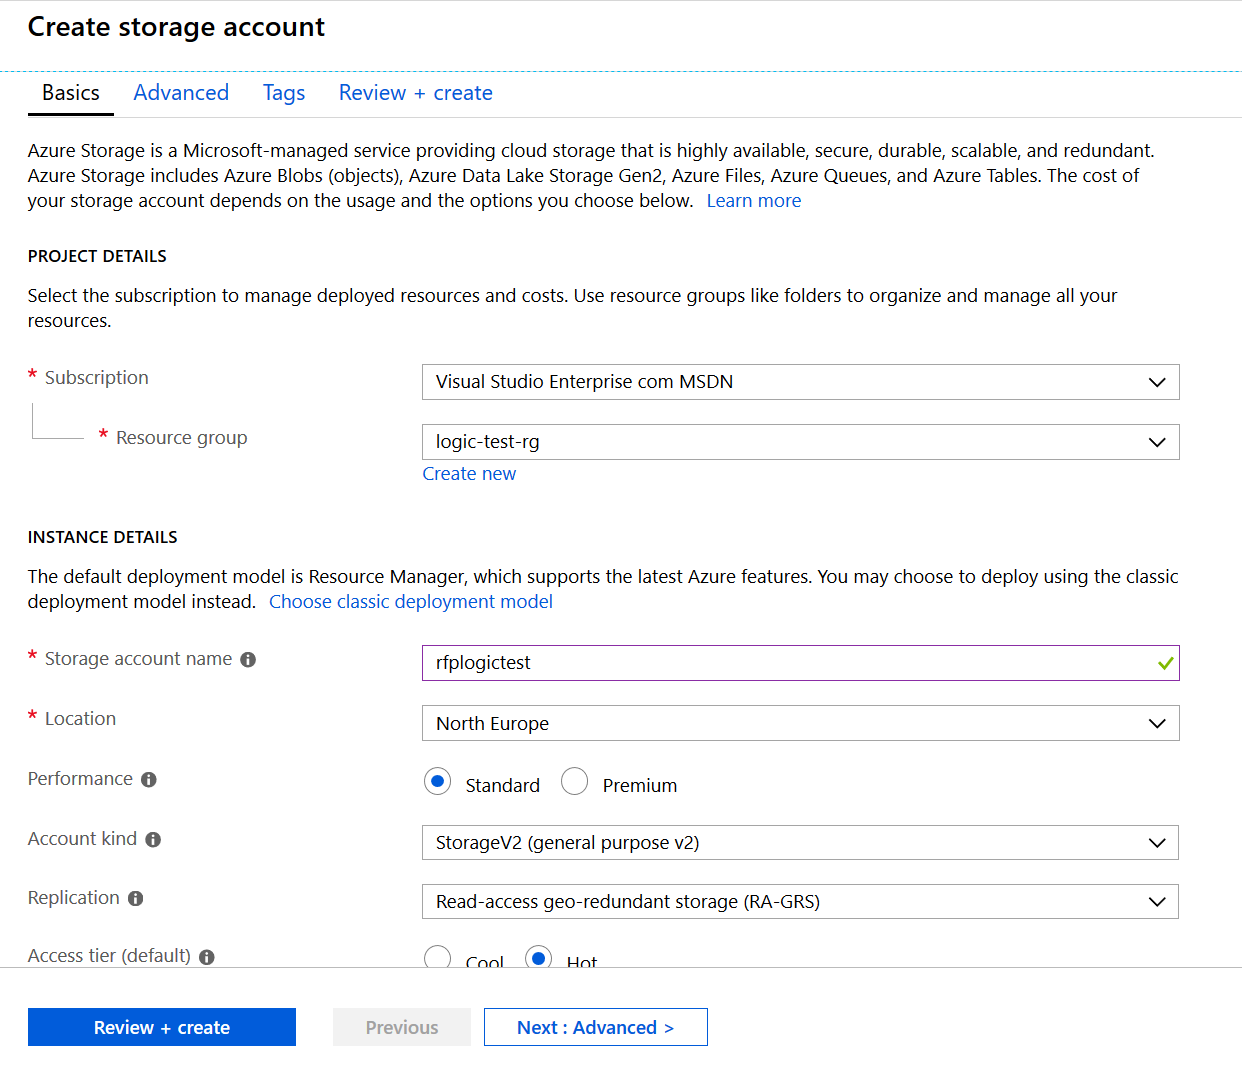 Create storage account
Basics Advanced Tags Review + create
Azure Storage is a Microsoft-managed service providing cloud storage that is highly available, secure, durable, scalable, and redundant.
Azure Storage includes Azure Blobs (objects), Azure Data Lake Storage Gen2, Azure Files, Azure Queues, and Azure Tables. The cost of
your storage account depends on the usage and the options you choose below. Learn more
PROJECT DETAILS
Select the subscription to manage deployed resources and costs. Use resource groups like folders to organize and manage all your
resources.
* Subscription Visual Studio Enterprise com MSDN
* Resource group logic-test-rg
Create new
INSTANCE DETAILS
The default deployment model is Resource Manager, which supports the latest Azure features. You may choose to deploy using the classic
deployment model instead. Choose classic deployment model
* Storage account name rfplogictest
* Location North Europe
Performance Standard Premium
Account kind StorageV2 (general purpose v2)
Replication Read-access geo-redundant storage (RA-GRS)
Access tier (default) Cool Hot
Review + create Previous Next : Advanced >